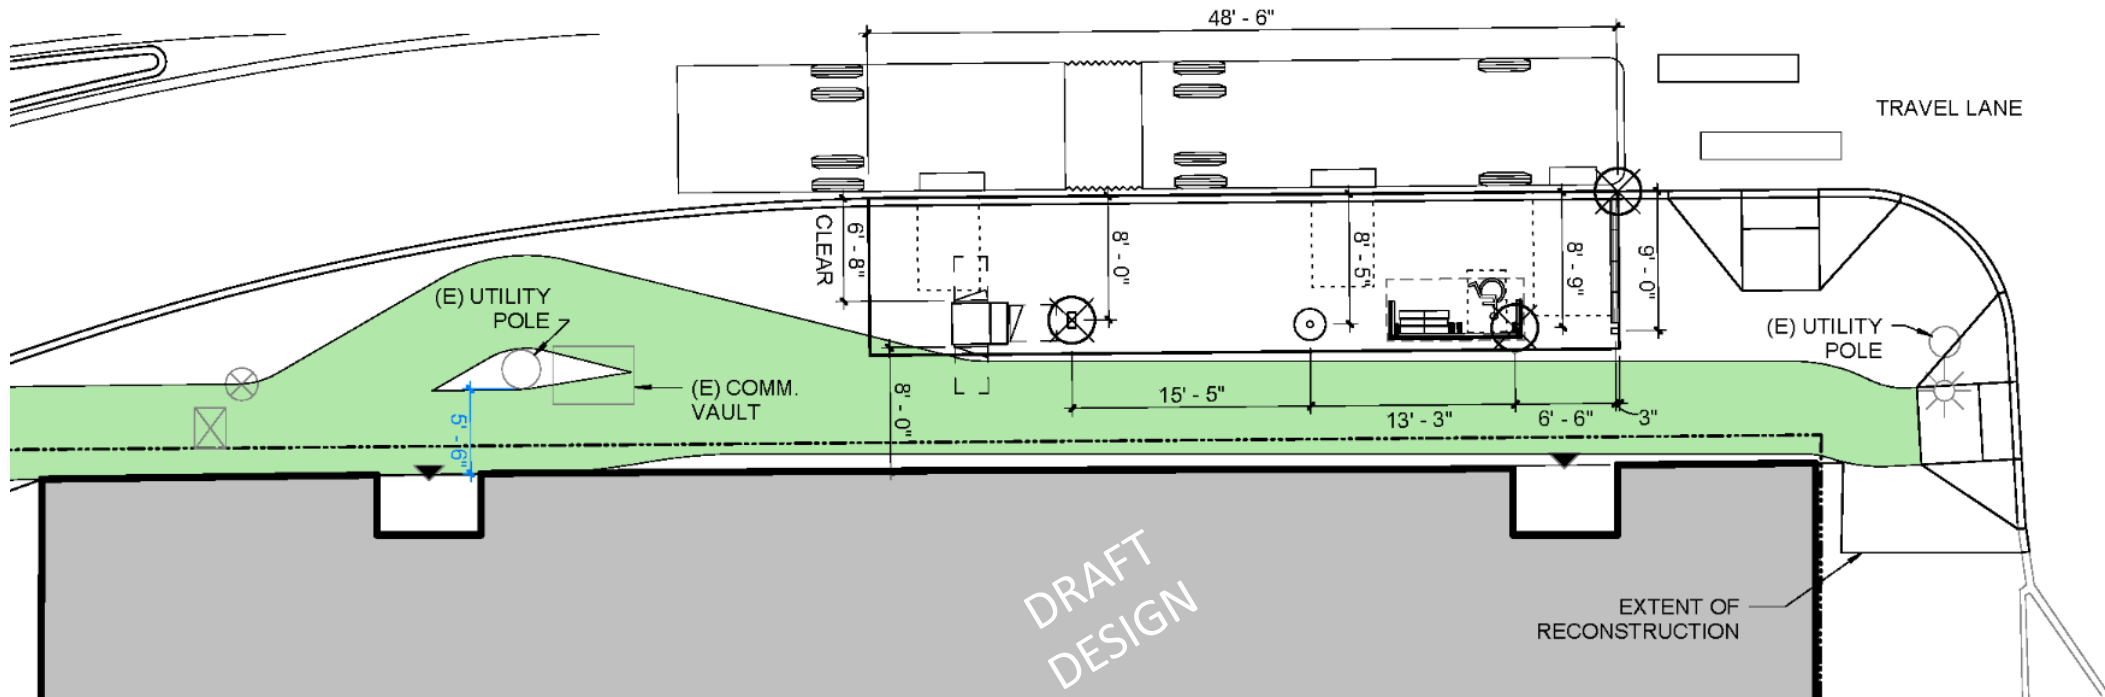 48' - 6"
TRAVEL LANE
6' - 8"
CLEAR
8' - 0"
8' - 5"
8' - 9"
9' - 0"
(E) UTILITY
POLE
(E) UTILITY
POLE
(E) COMM.
VAULT
5' - 6"
8' - 0"
15' - 5"
13' - 3"
6' - 6"
3"
DRAFT
DESIGN
EXTENT OF
RECONSTRUCTION